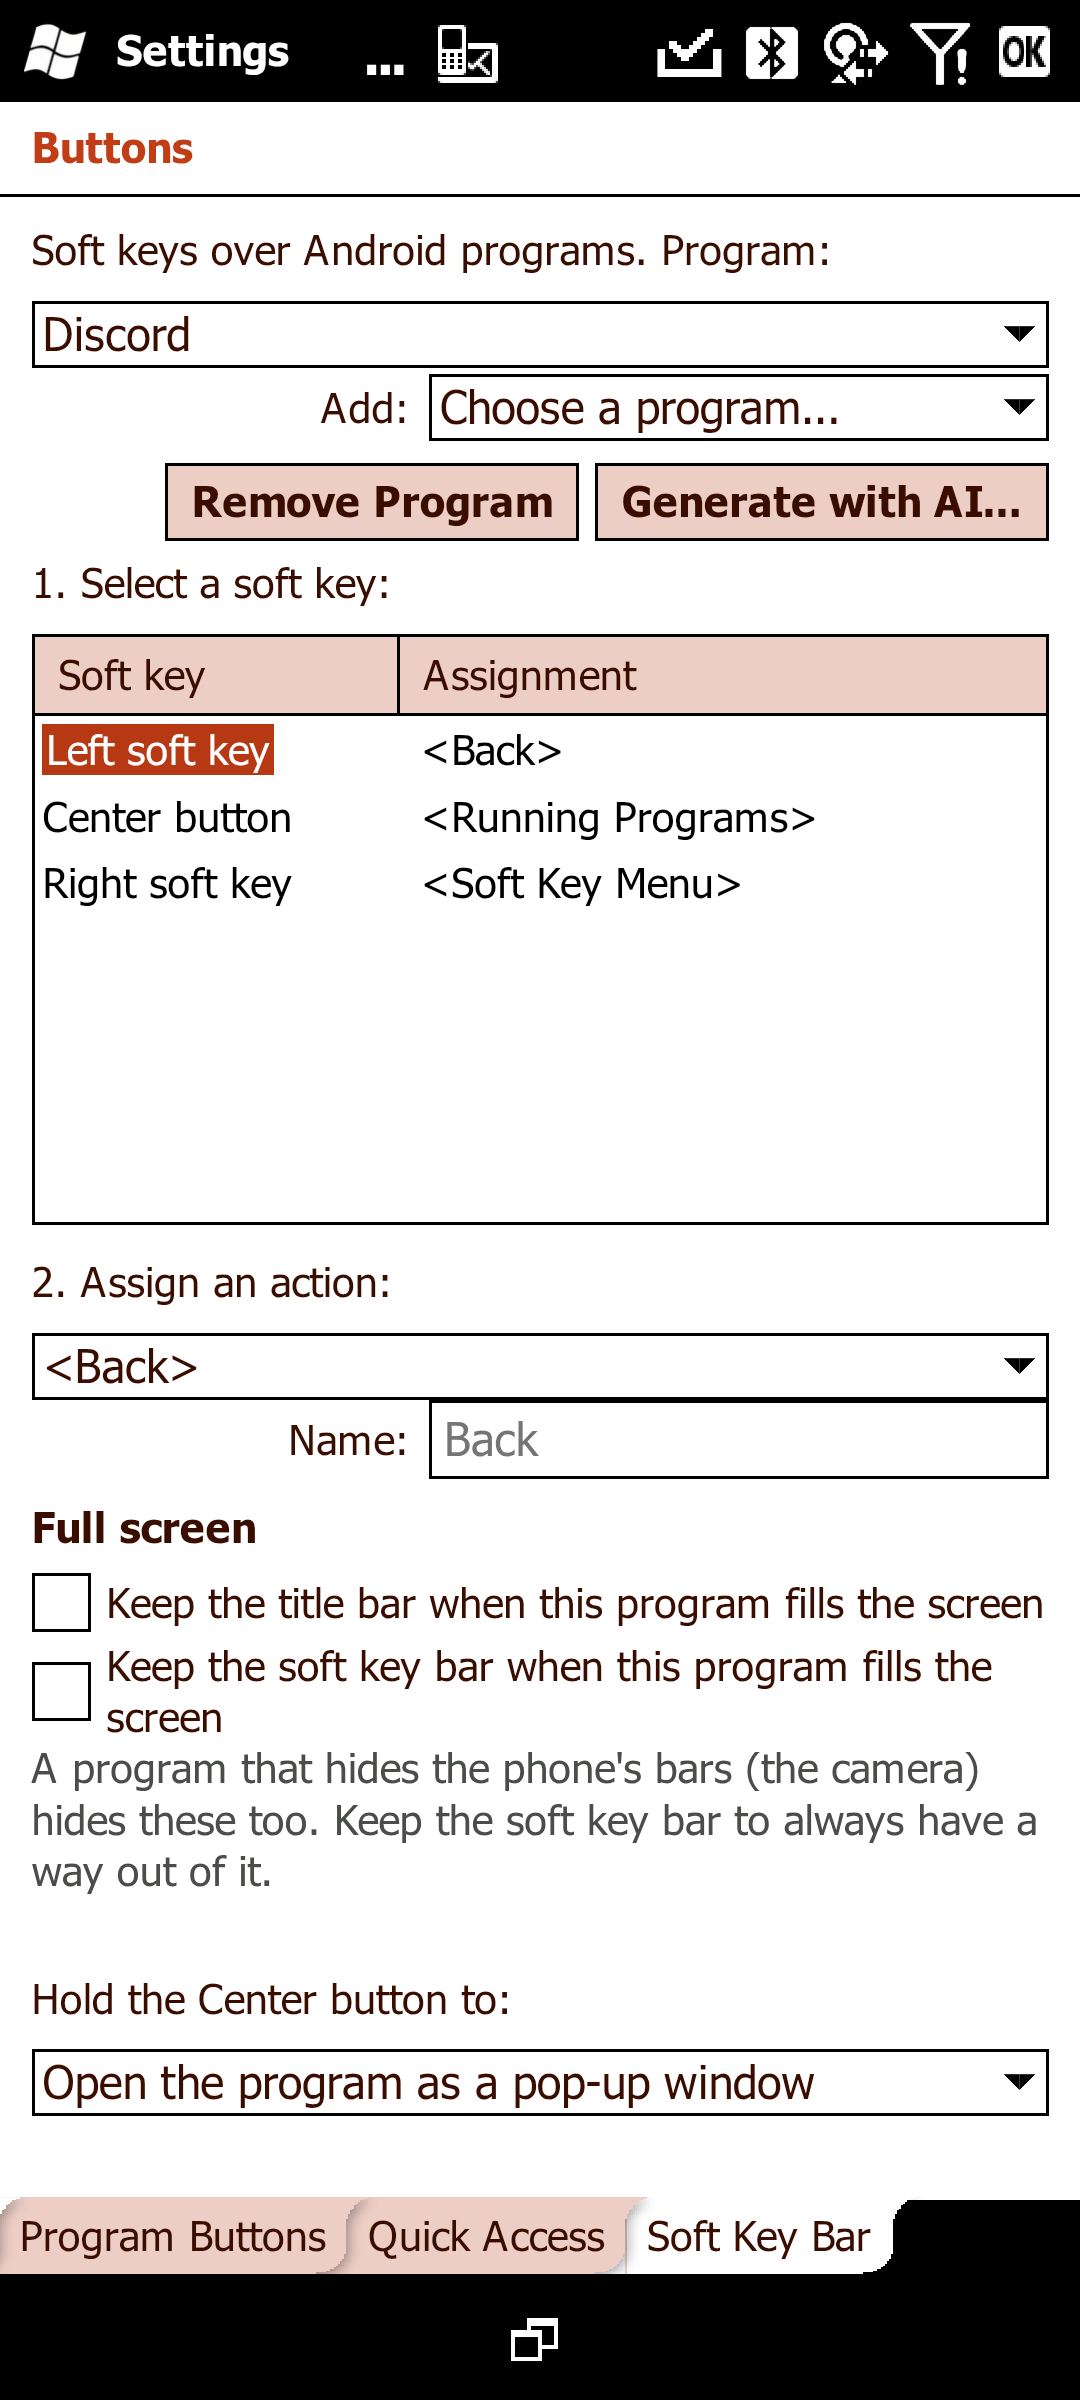 Settings ... OK
Buttons
Soft keys over Android programs. Program:
Discord
Add: Choose a program...
Remove Program Generate with AI...
1. Select a soft key:
Soft key Assignment
Left soft key <Back>
Center button <Running Programs>
Right soft key <Soft Key Menu>
2. Assign an action:
<Back>
Name: Back
Full screen
Keep the title bar when this program fills the screen
Keep the soft key bar when this program fills the
screen
A program that hides the phone's bars (the camera)
hides these too. Keep the soft key bar to always have a
way out of it.
Hold the Center button to:
Open the program as a pop-up window
Program Buttons Quick Access Soft Key Bar